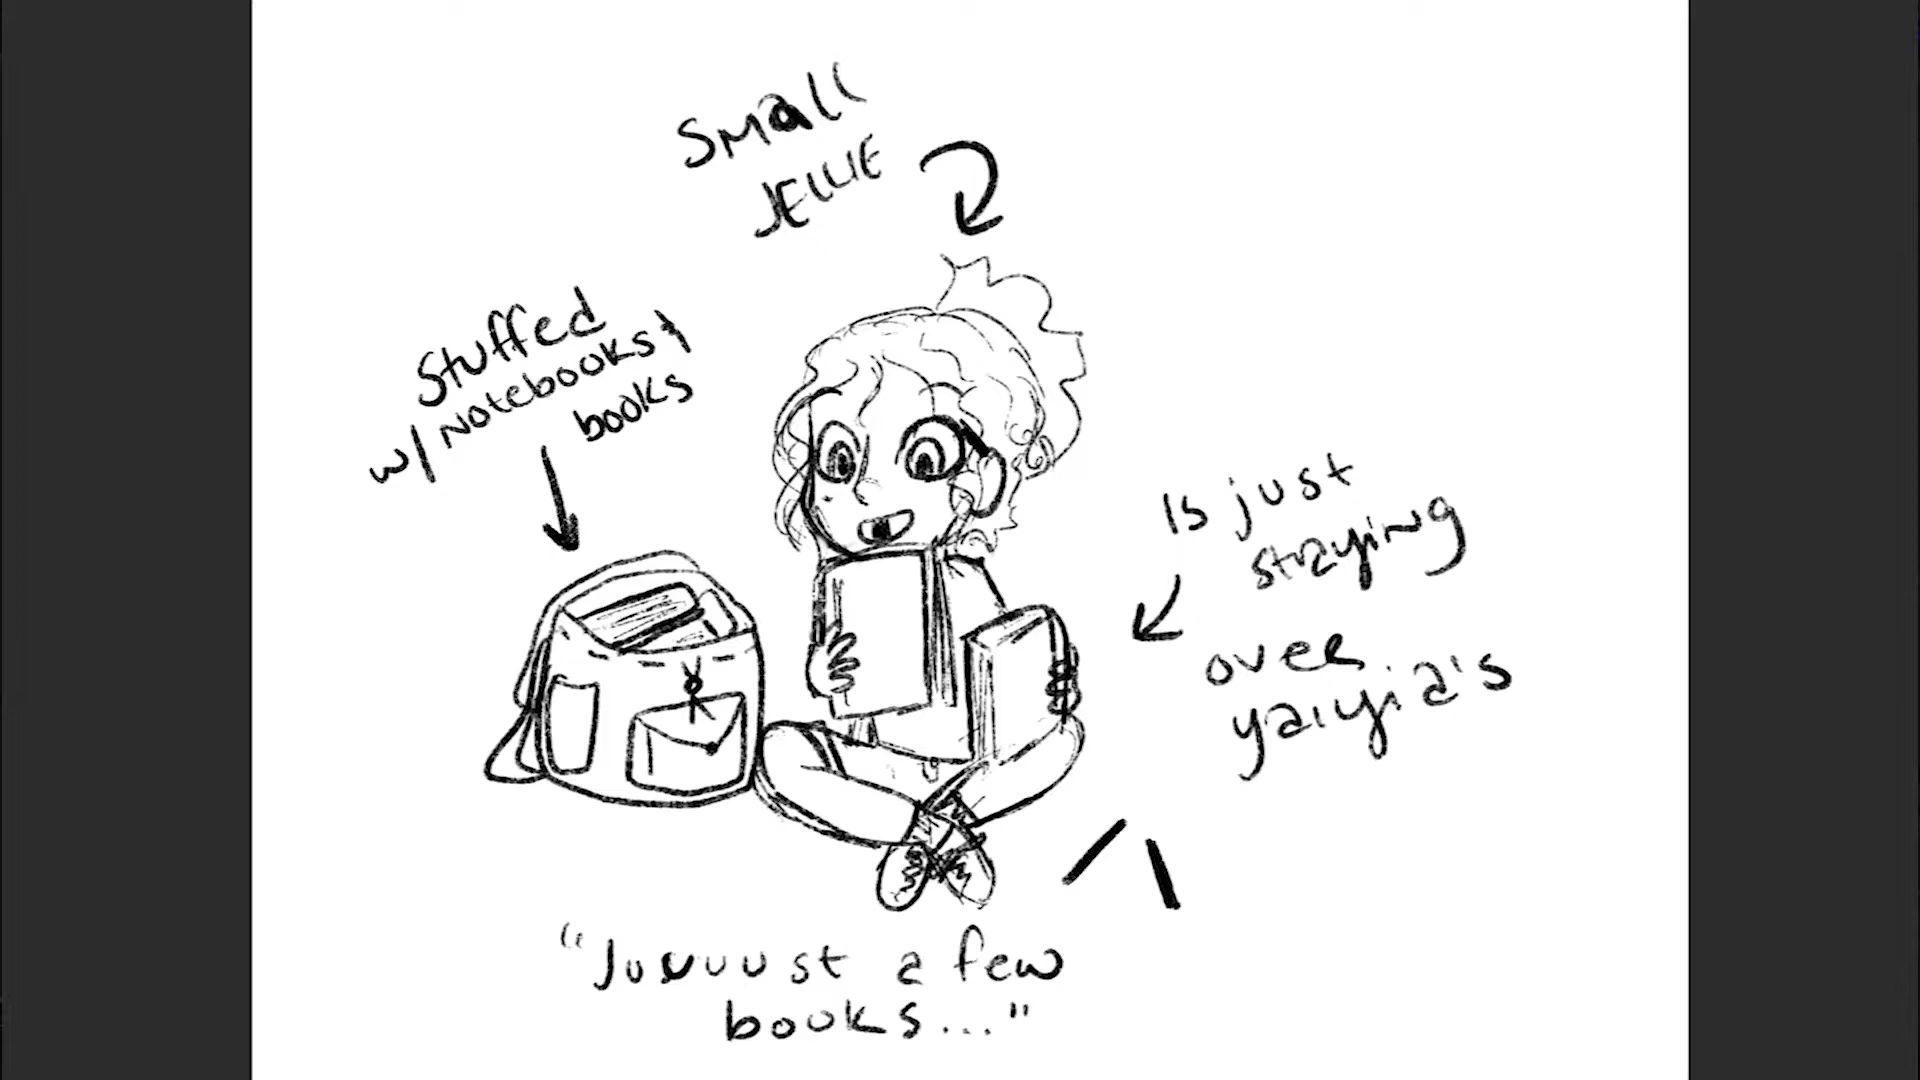 Small
JELLIE
Stuffed
w/ Notebooks &
books
Is just
staying
over
yaiyia's
"Juuuust a few
books..."